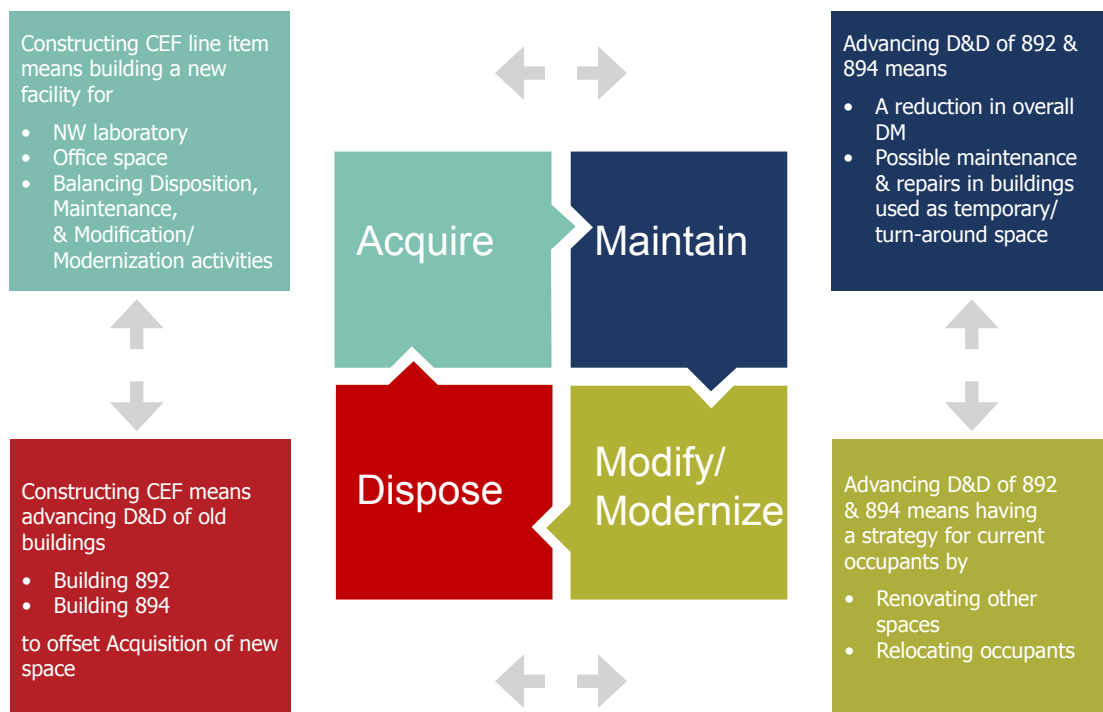 Constructing CEF line item
means building a new
facility for
• NW laboratory
• Office space
• Balancing Disposition,
Maintenance,
& Modification/
Modernization activities
Acquire
Maintain
Advancing D&D of 892 &
894 means
• A reduction in overall
DM
• Possible maintenance
& repairs in buildings
used as temporary/
turn-around space
Constructing CEF means
advancing D&D of old
buildings
• Building 892
• Building 894
to offset Acquisition of new
space
Dispose
Modify/
Modernize
Advancing D&D of 892
& 894 means having
a strategy for current
occupants by
• Renovating other
spaces
• Relocating occupants